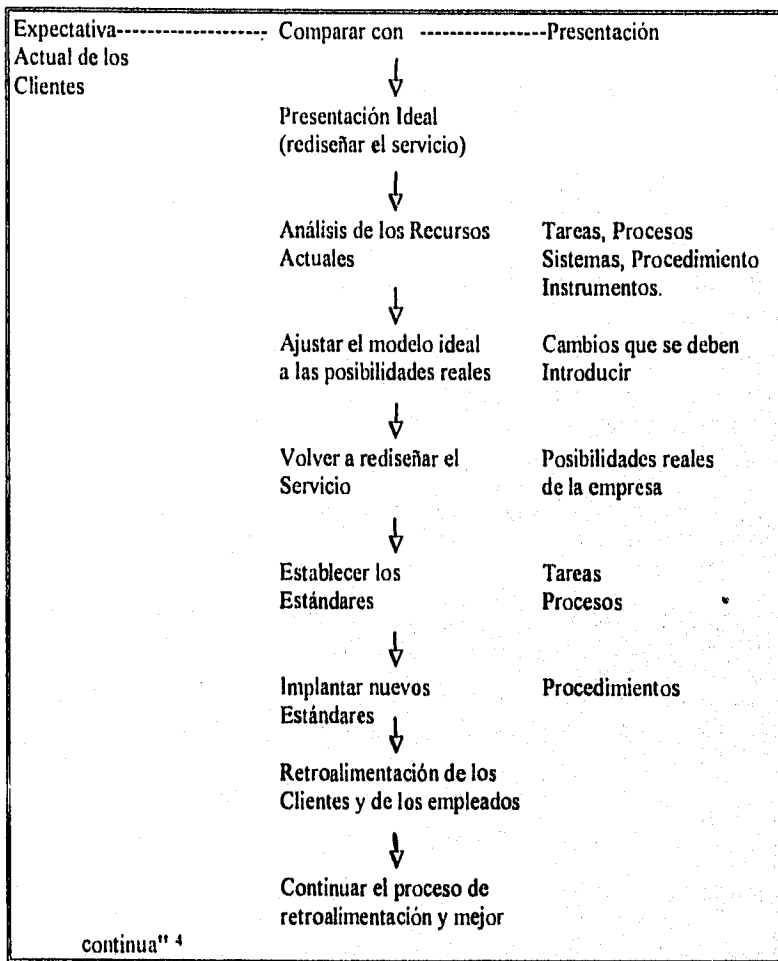 Expectativa-------------------- Comparar con -----------------Presentación
Actual de los
Clientes
Presentación Ideal
(rediseñar el servicio)
Análisis de los Recursos Tareas, Procesos
Actuales Sistemas, Procedimiento
Instrumentos.
Ajustar el modelo ideal Cambios que se deben
a las posibilidades reales Introducir
Volver a rediseñar el Posibilidades reales
Servicio de la empresa
Establecer los Tareas
Estándares Procesos
Implantar nuevos Procedimientos
Estándares
Retroalimentación de los
Clientes y de los empleados
Continuar el proceso de
retroalimentación y mejor
continua" 4